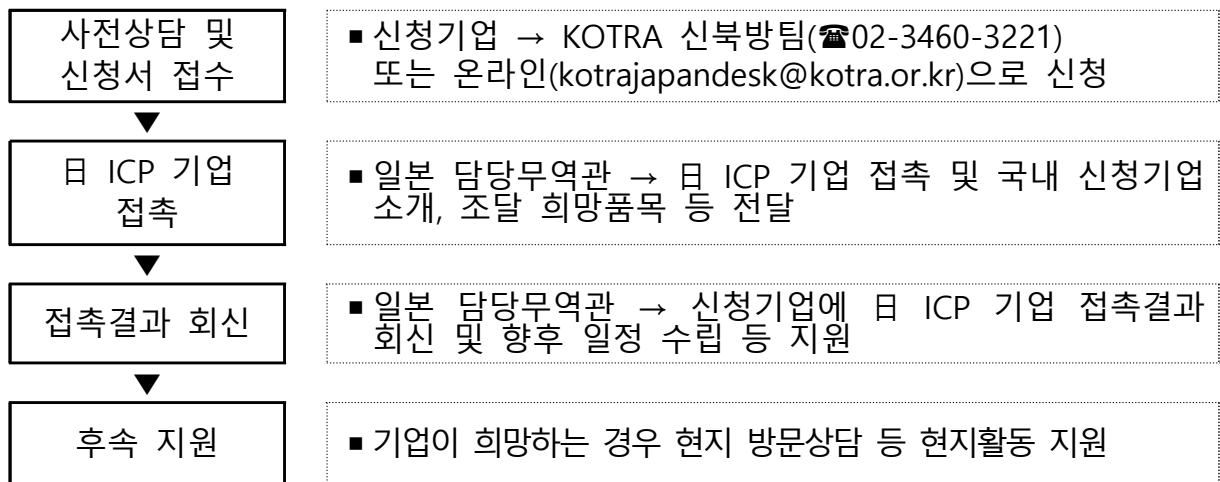 사전상담 및
신청서 접수
■ 신청기업 → KOTRA 신북방팀(☎02-3460-3221)
또는 온라인(kotrajapandesk@kotra.or.kr)으로 신청
▼
日 ICP 기업
접촉
■ 일본 담당무역관 → 日 ICP 기업 접촉 및 국내 신청기업
소개, 조달 희망품목 등 전달
▼
접촉결과 회신
■ 일본 담당무역관 → 신청기업에 日 ICP 기업 접촉결과
회신 및 향후 일정 수립 등 지원
▼
후속 지원
■ 기업이 희망하는 경우 현지 방문상담 등 현지활동 지원